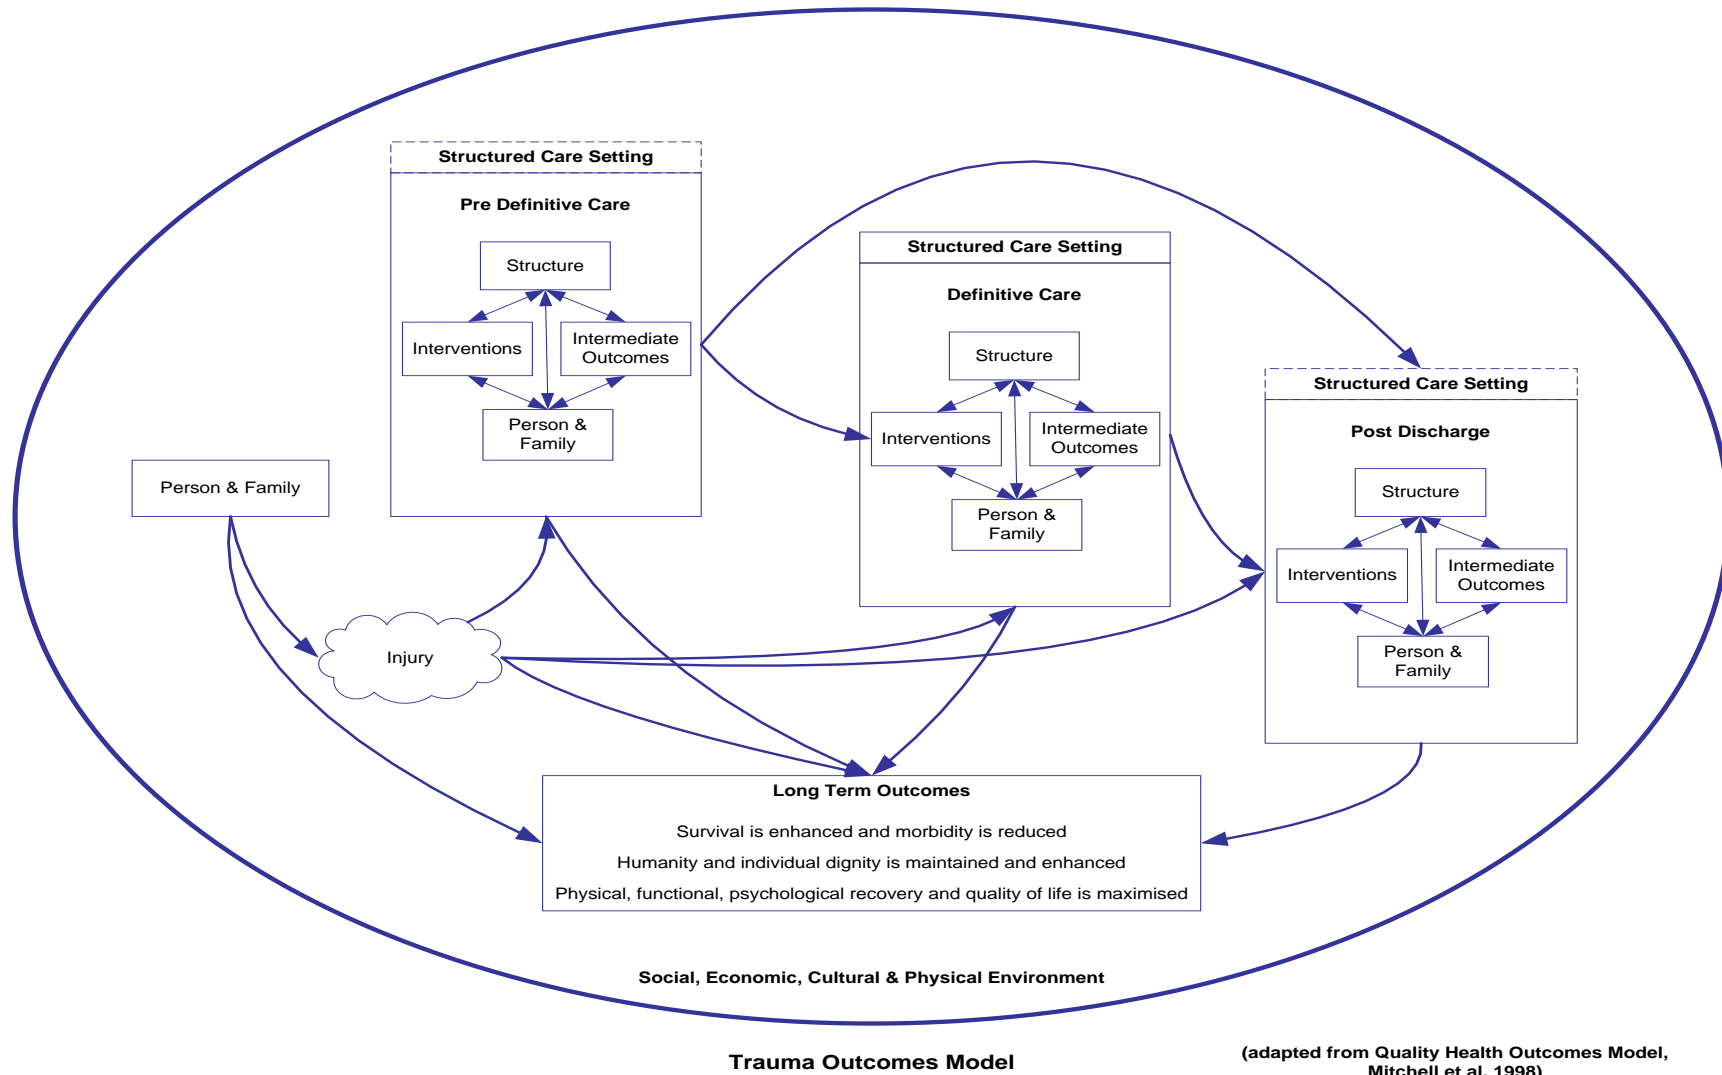 Structured Care Setting
Pre Definitive Care
Structure
Interventions
Intermediate
Outcomes
Person &
Family
Structured Care Setting
Definitive Care
Structure
Interventions
Intermediate
Outcomes
Person &
Family
Structured Care Setting
Post Discharge
Structure
Interventions
Intermediate
Outcomes
Person &
Family
Person & Family
Injury
Long Term Outcomes
Survival is enhanced and morbidity is reduced
Humanity and individual dignity is maintained and enhanced
Physical, functional, psychological recovery and quality of life is maximised
Social, Economic, Cultural & Physical Environment
Trauma Outcomes Model
(adapted from Quality Health Outcomes Model,
Mitchell et al. 1998)